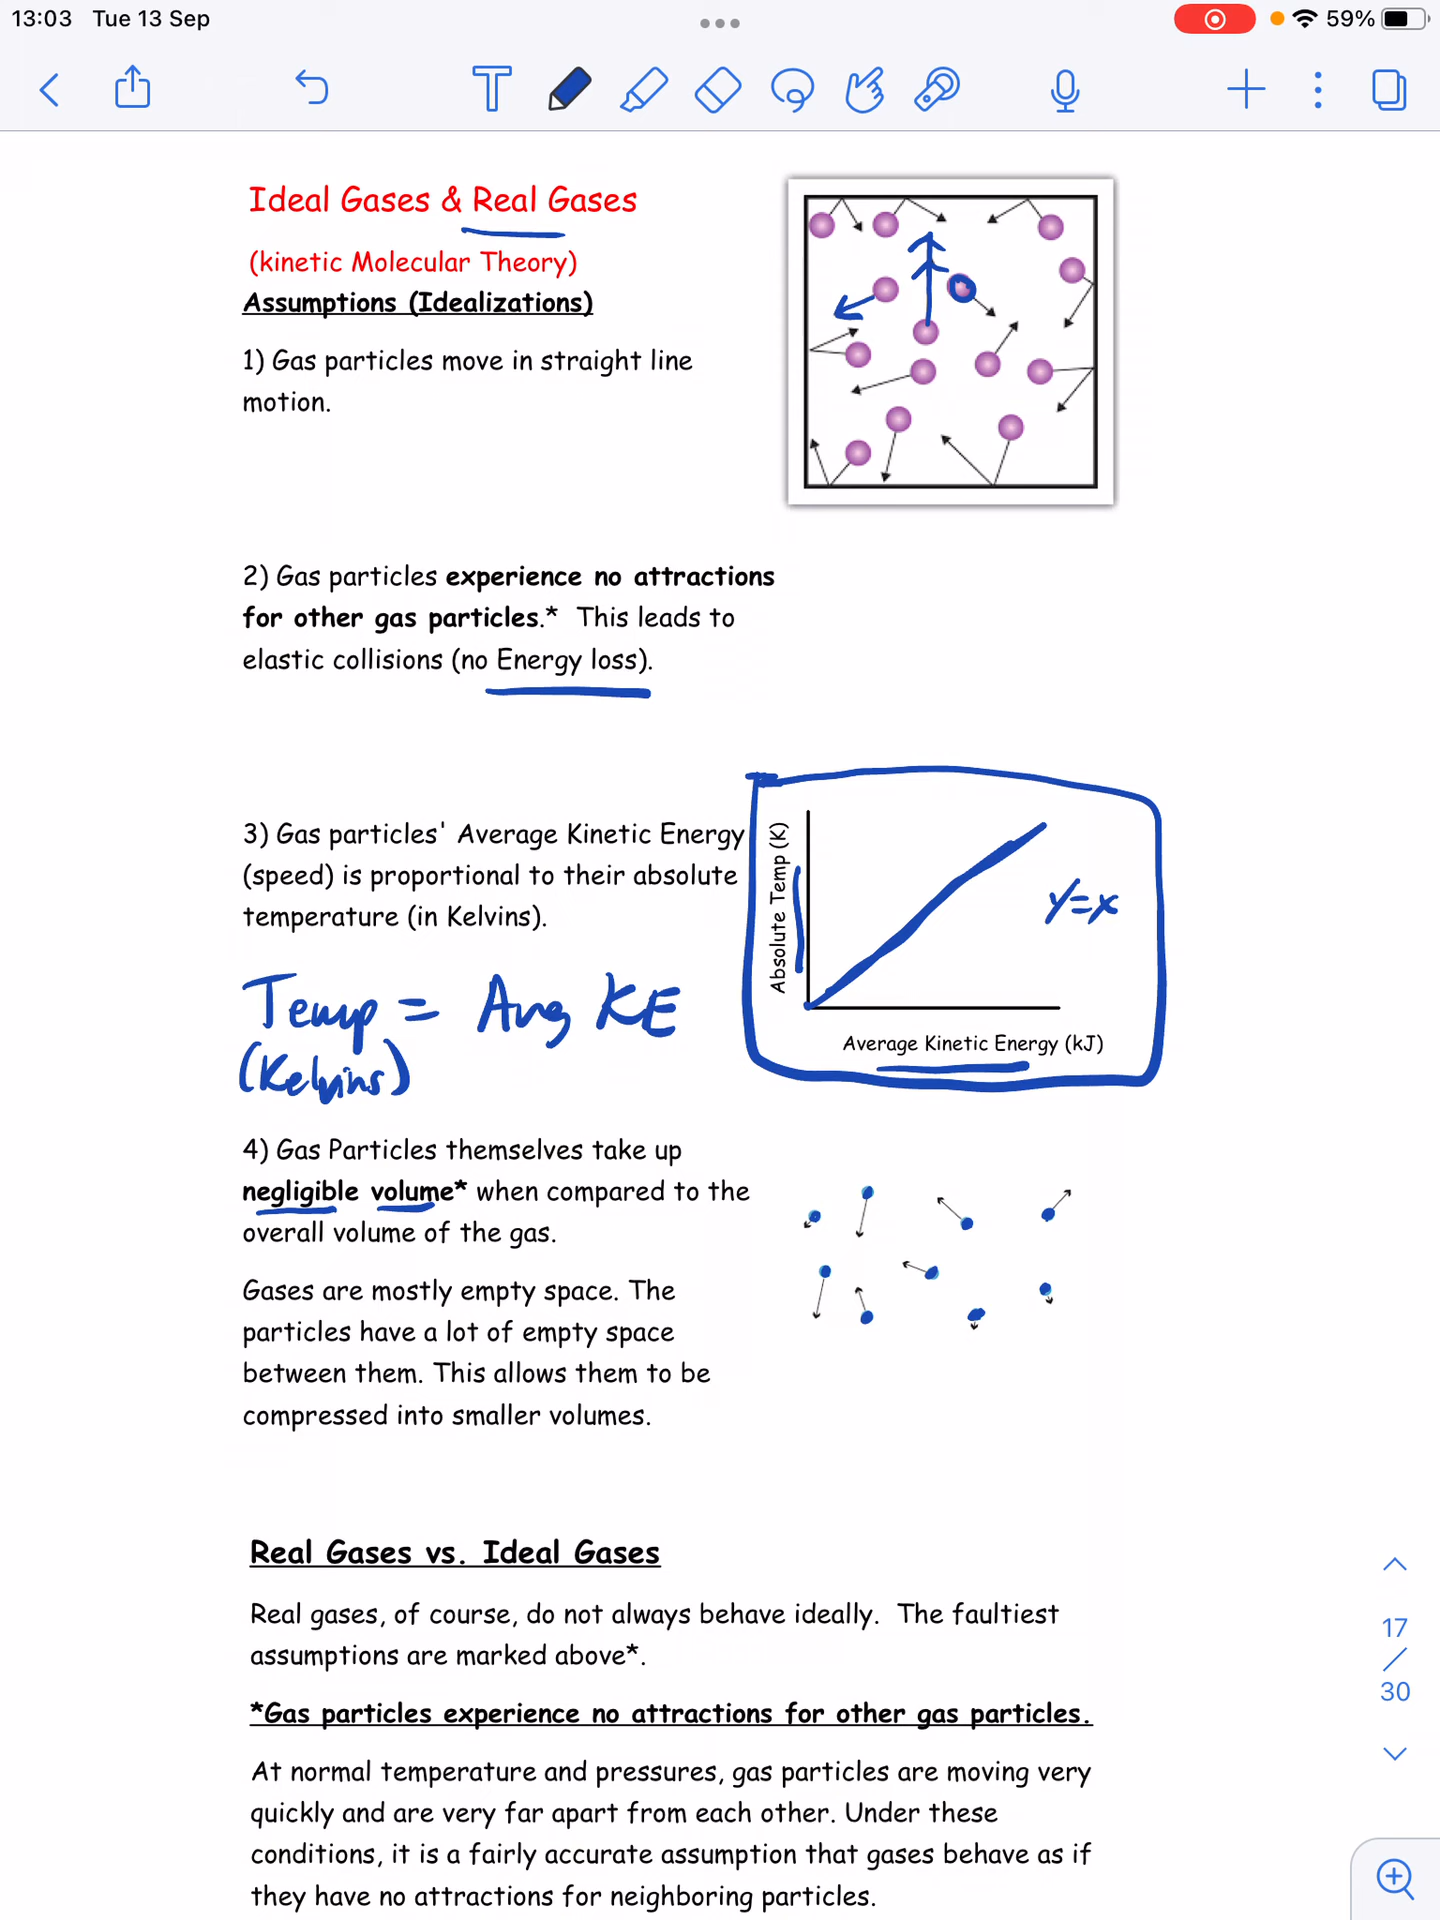 13:03 Tue 13 Sep
59%
T
Ideal Gases & Real Gases
(kinetic Molecular Theory)
Assumptions (Idealizations)
1) Gas particles move in straight line
motion.
2) Gas particles experience no attractions
for other gas particles.* This leads to
elastic collisions (no Energy loss).
3) Gas particles' Average Kinetic Energy
(speed) is proportional to their absolute
temperature (in Kelvins).
Temp = Avg KE
(Kelvins)
Absolute Temp (K)
y=x
Average Kinetic Energy (kJ)
4) Gas Particles themselves take up
negligible volume* when compared to the
overall volume of the gas.
Gases are mostly empty space. The
particles have a lot of empty space
between them. This allows them to be
compressed into smaller volumes.
Real Gases vs. Ideal Gases
Real gases, of course, do not always behave ideally. The faultiest
assumptions are marked above*.
17
/
30
*Gas particles experience no attractions for other gas particles.
At normal temperature and pressures, gas particles are moving very
quickly and are very far apart from each other. Under these
conditions, it is a fairly accurate assumption that gases behave as if
they have no attractions for neighboring particles.